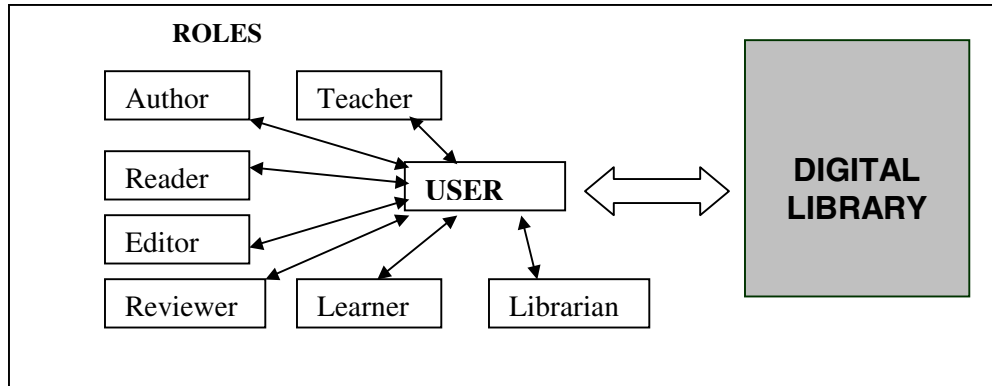 ROLES
Author
Teacher
Reader
USER
DIGITAL
LIBRARY
Editor
Reviewer
Learner
Librarian